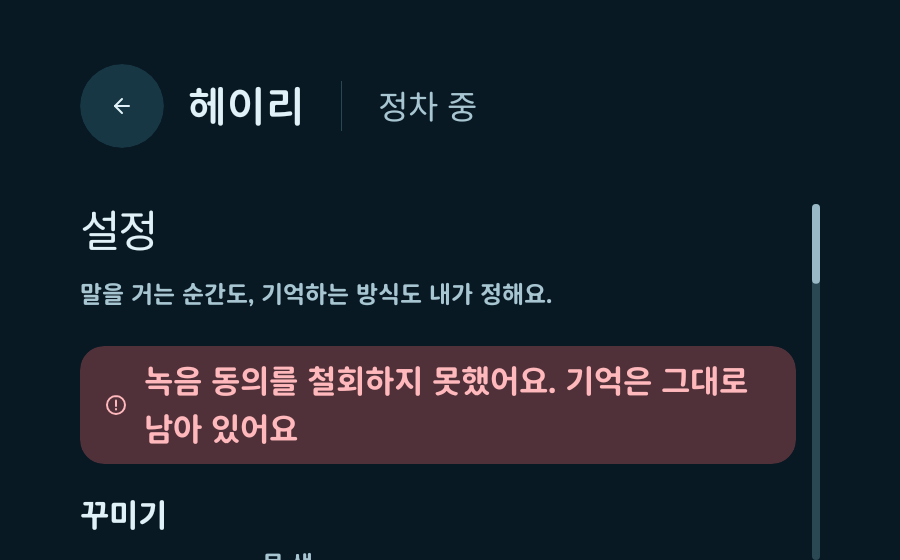 헤이리
정차 중
설정
말을 거는 순간도, 기억하는 방식도 내가 정해요.
녹음 동의를 철회하지 못했어요. 기억은 그대로
남아 있어요
꾸미기